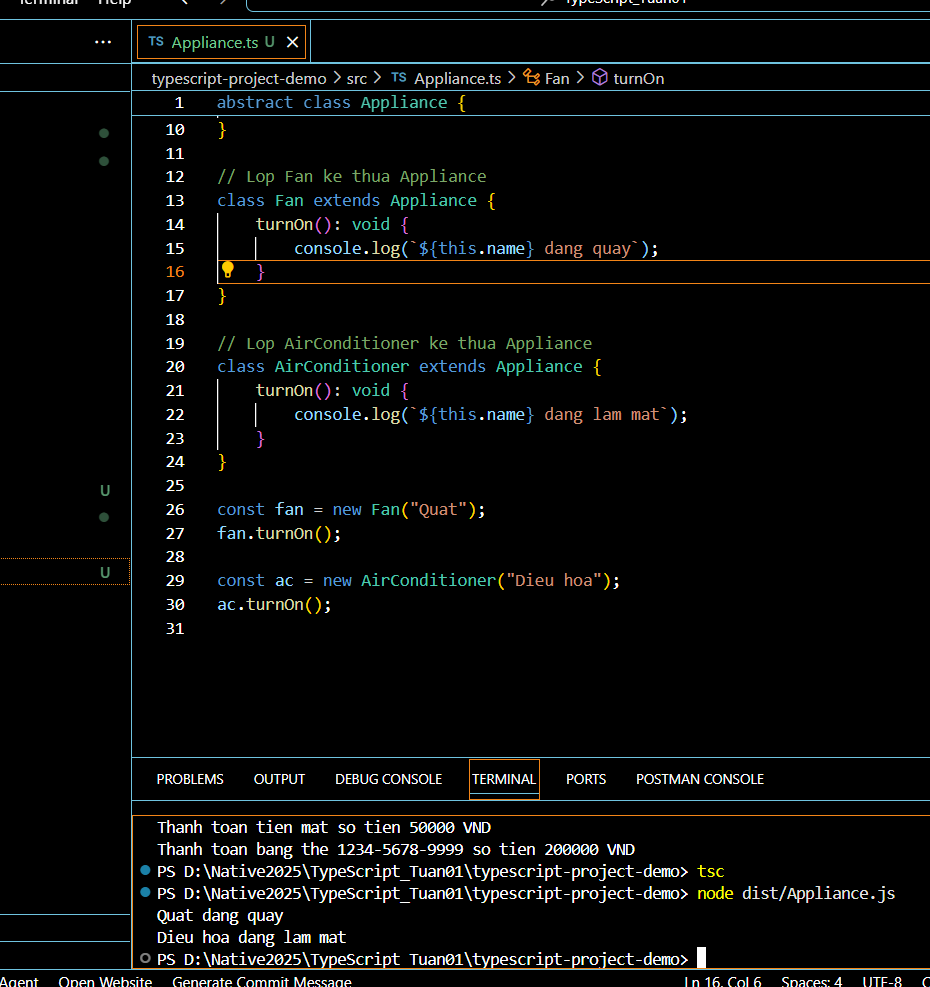 Terminal Help TypeScript_Tuan01
TS Appliance.ts U
typescript-project-demo > src > TS Appliance.ts > Fan > turnOn
1 abstract class Appliance {
10 }
11
12 // Lop Fan ke thua Appliance
13 class Fan extends Appliance {
14 turnOn(): void {
15 console.log(`${this.name} dang quay`);
16 }
17 }
18
19 // Lop AirConditioner ke thua Appliance
20 class AirConditioner extends Appliance {
21 turnOn(): void {
22 console.log(`${this.name} dang lam mat`);
23 }
24 }
25
U
26 const fan = new Fan("Quat");
27 fan.turnOn();
28
U
29 const ac = new AirConditioner("Dieu hoa");
30 ac.turnOn();
31
PROBLEMS OUTPUT DEBUG CONSOLE TERMINAL PORTS POSTMAN CONSOLE
Thanh toan tien mat so tien 50000 VND
Thanh toan bang the 1234-5678-9999 so tien 200000 VND
PS D:\Native2025\TypeScript_Tuan01\typescript-project-demo> tsc
PS D:\Native2025\TypeScript_Tuan01\typescript-project-demo> node dist/Appliance.js
Quat dang quay
Dieu hoa dang lam mat
PS D:\Native2025\TypeScript_Tuan01\typescript-project-demo>
Agent Open Website Generate Commit Message Ln 16, Col 6 Spaces: 4 UTF-8